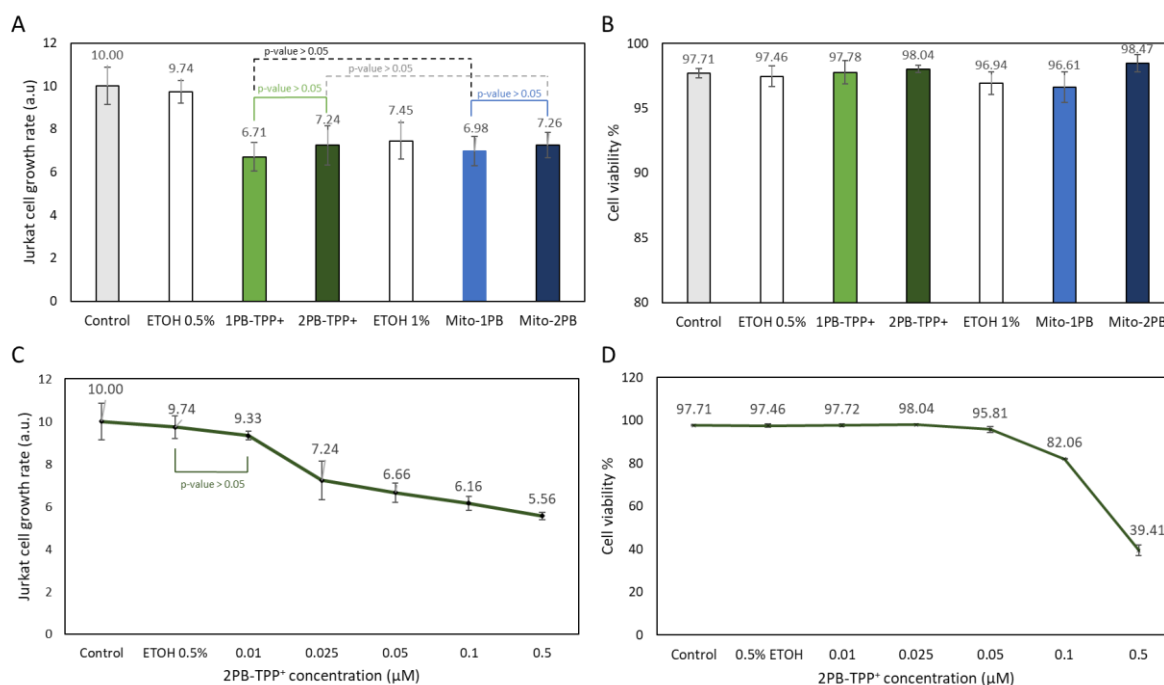 A
12
10
8
6
4
2
0
Jurkat cell growth rate (a.u)
10.00
9.74
6.71
7.24
7.45
6.98
7.26
p-value > 0.05
p-value > 0.05
p-value > 0.05
p-value > 0.05
Control
ETOH 0.5%
1PB-TPP+
2PB-TPP+
ETOH 1%
Mito-1PB
Mito-2PB
B
100
95
90
85
80
Cell viability %
97.71
97.46
97.78
98.04
96.94
96.61
98.47
Control
ETOH 0.5%
1PB-TPP+
2PB-TPP+
ETOH 1%
Mito-1PB
Mito-2PB
C
12
10
8
6
4
2
0
Jurkat cell growth rate (a.u.)
10.00
9.74
9.33
7.24
6.66
6.16
5.56
p-value > 0.05
Control
ETOH 0.5%
0.01
0.025
0.05
0.1
0.5
2PB-TPP⁺ concentration (μM)
D
120
100
80
60
40
20
0
Cell viability %
97.71
97.46
97.72
98.04
95.81
82.06
39.41
Control
0.5% ETOH
0.01
0.025
0.05
0.1
0.5
2PB-TPP⁺ concentration (μM)